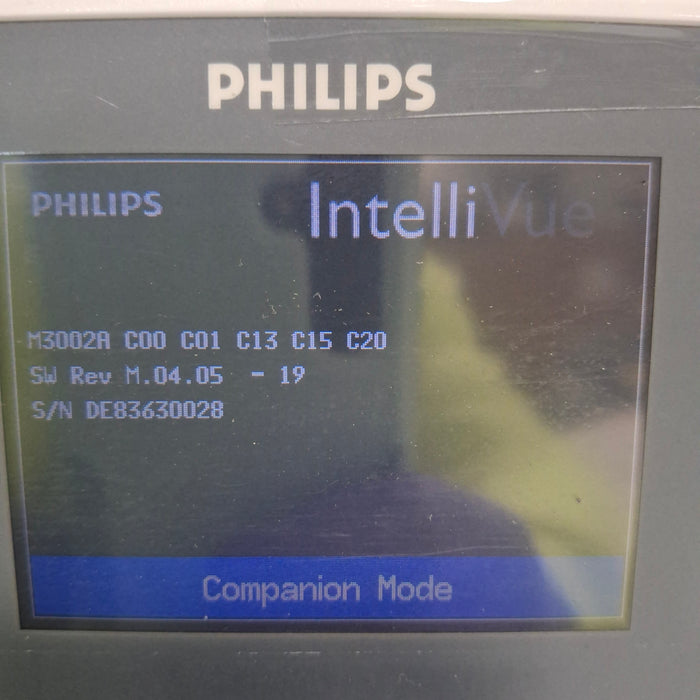 PHILIPS
PHILIPS IntelliVue
M3002A C00 C01 C13 C15 C20
SW Rev M.04.05 - 19
S/N DE83630028
Companion Mode